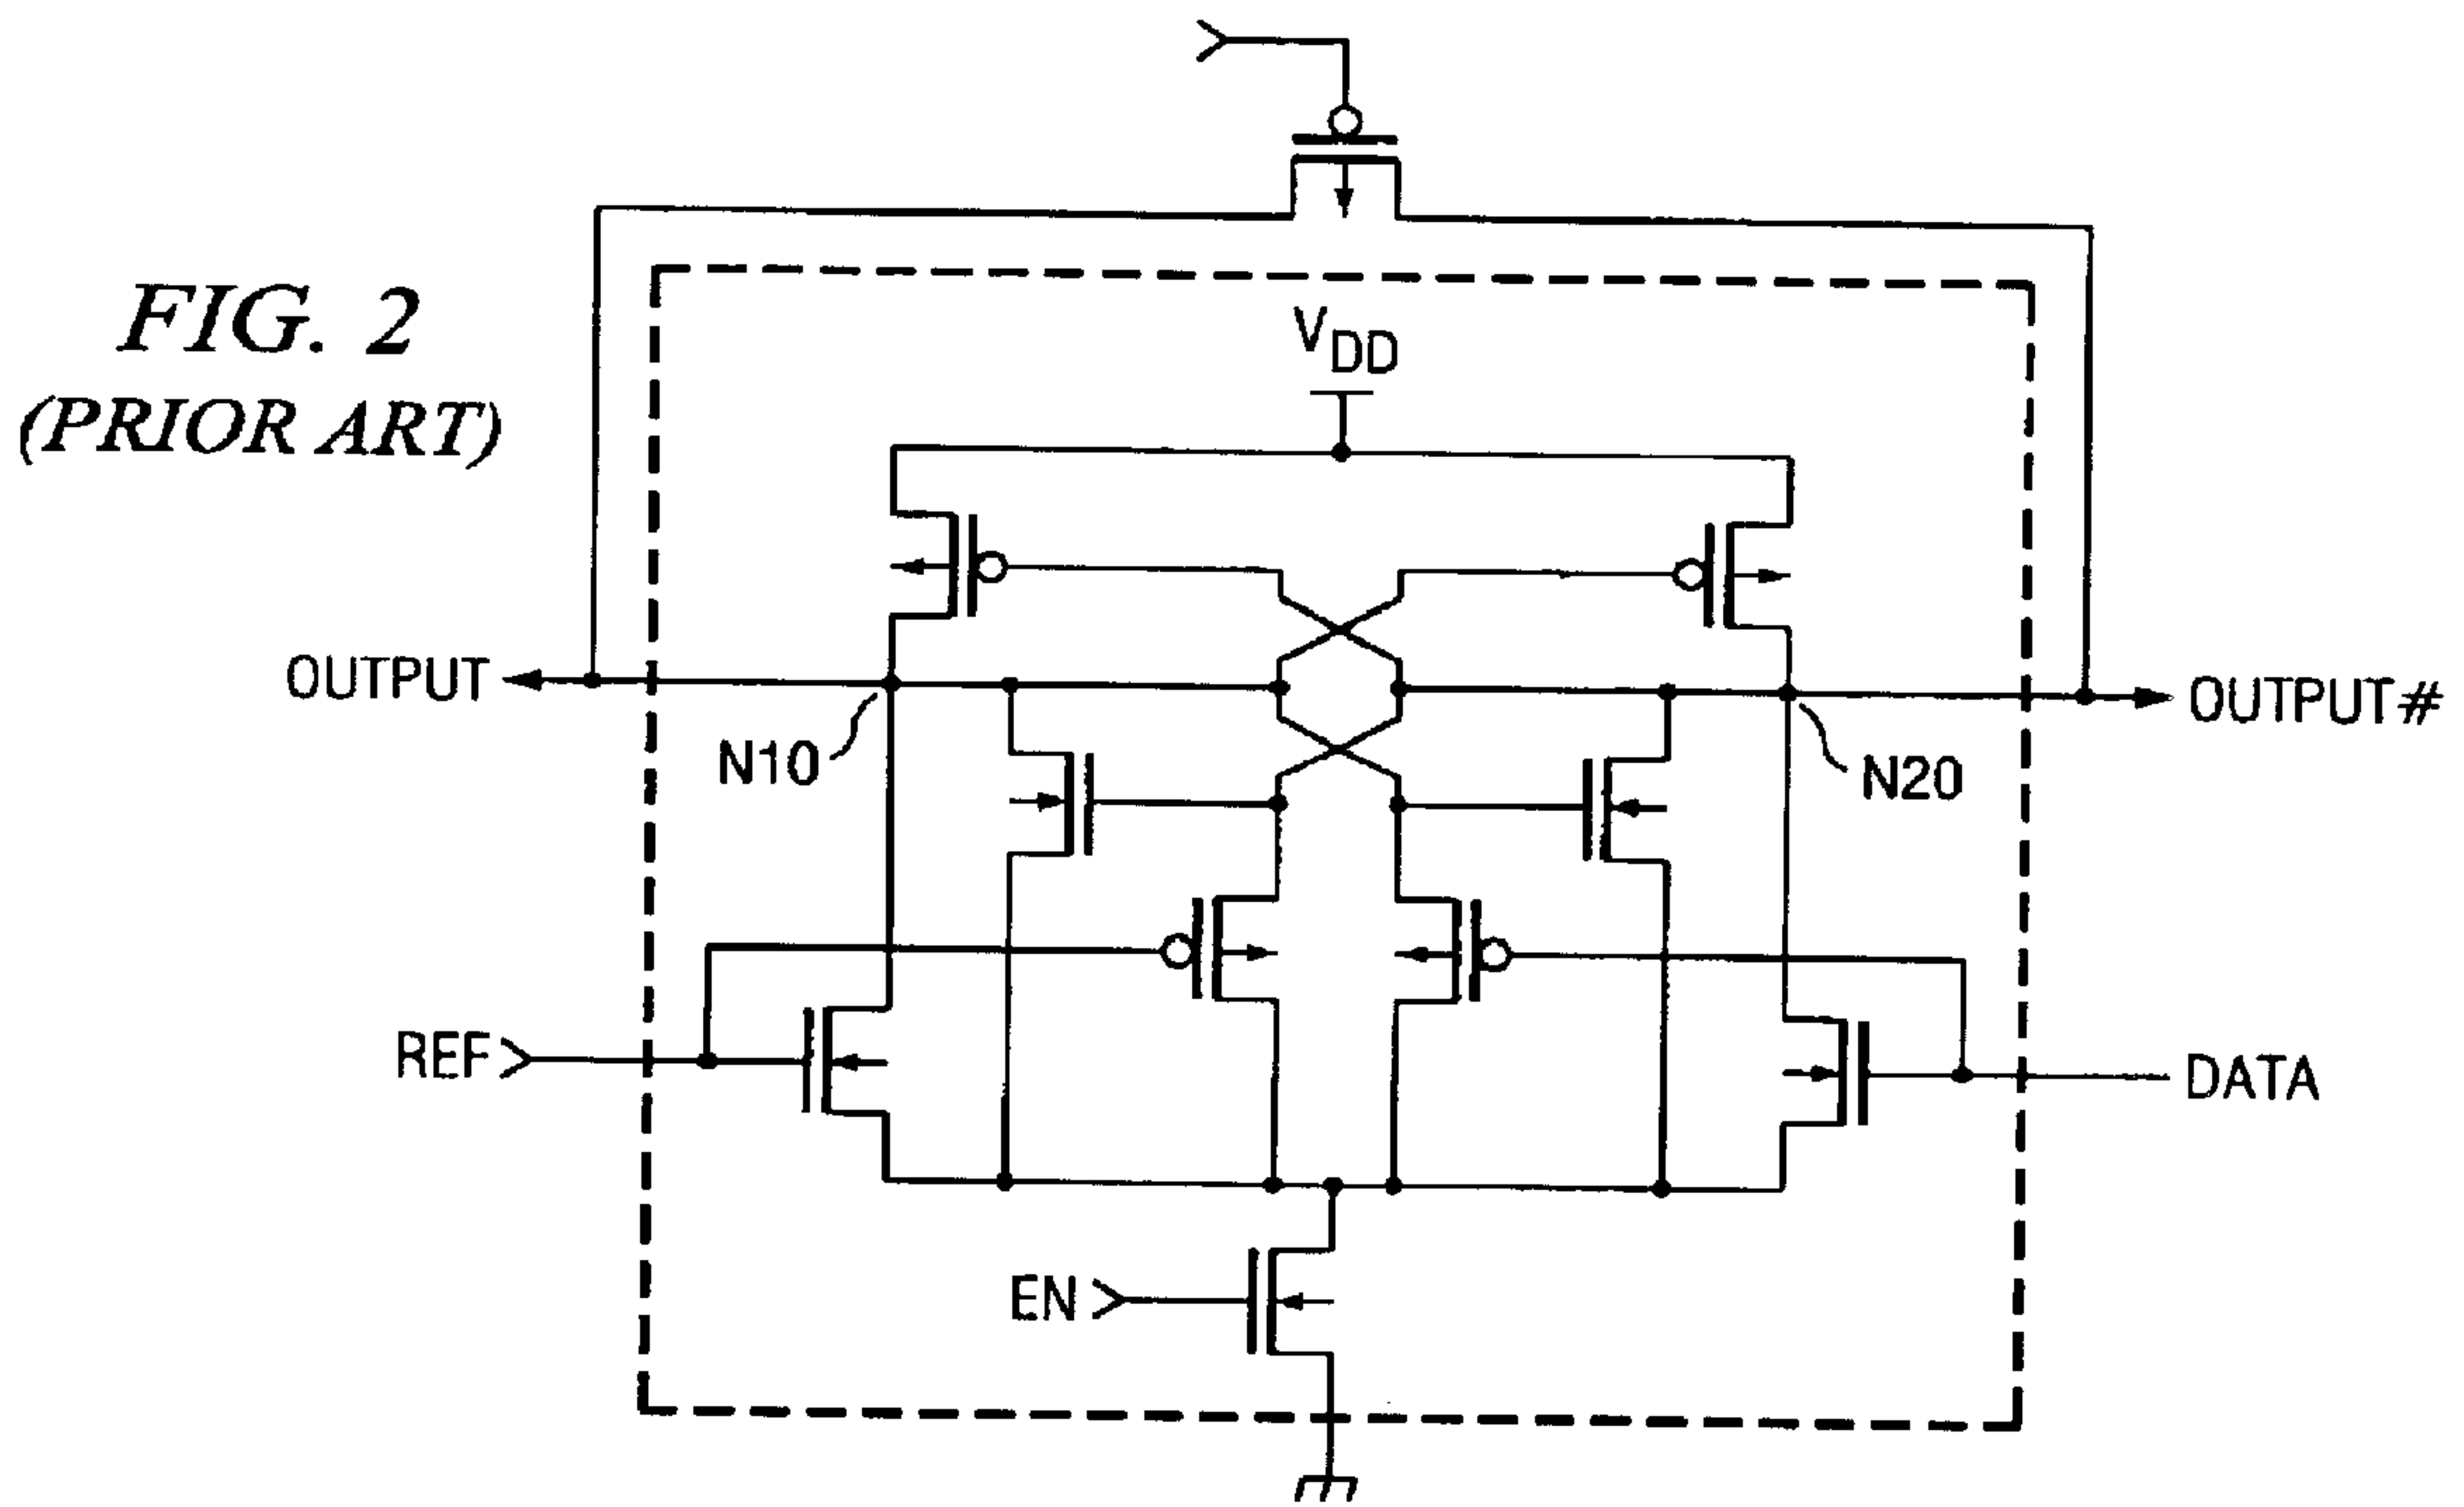 FIG. 2
(PRIOR ART)
VDD
OUTPUT
OUTPUT#
N10
N20
REF
DATA
EN